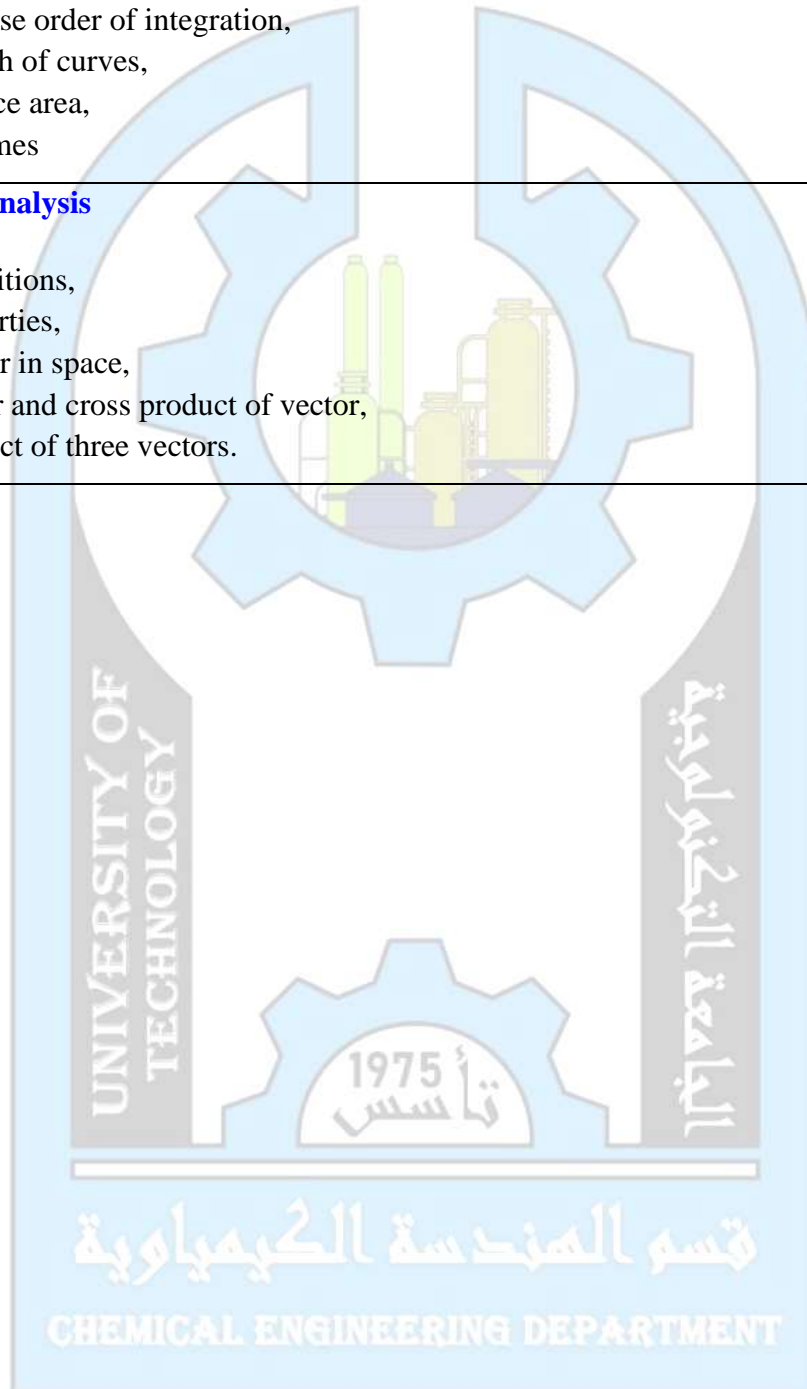 se order of integration,
h of curves,
ce area,
mes
nalysis
itions,
rties,
r in space,
r and cross product of vector,
ct of three vectors.
UNIVERSITY OF
TECHNOLOGY
الجامعة التكنولوجية
1975 تأسس
قسم الهندسة الكيمياوية
CHEMICAL ENGINEERING DEPARTMENT